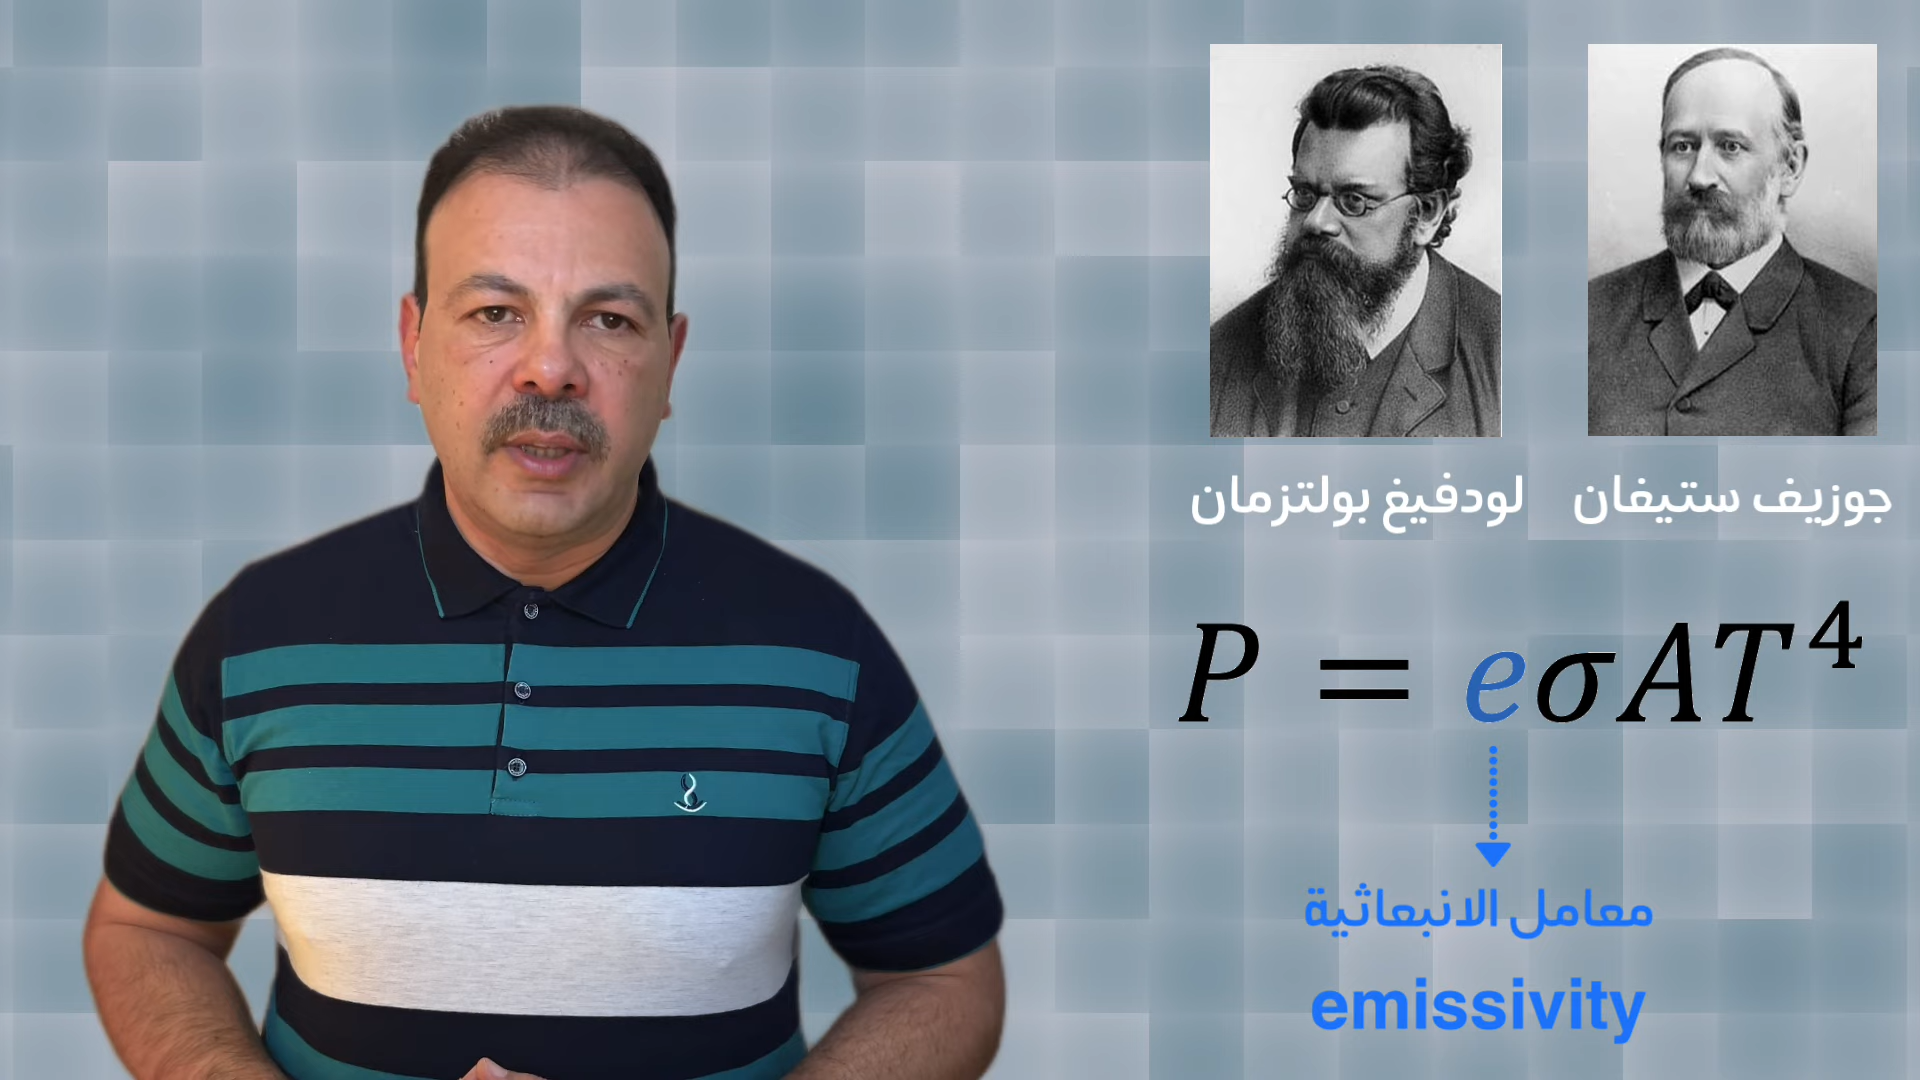 جوزيف ستيفان
لودفيغ بولتزمان
P = eσAT⁴
معامل الانبعاثية
emissivity